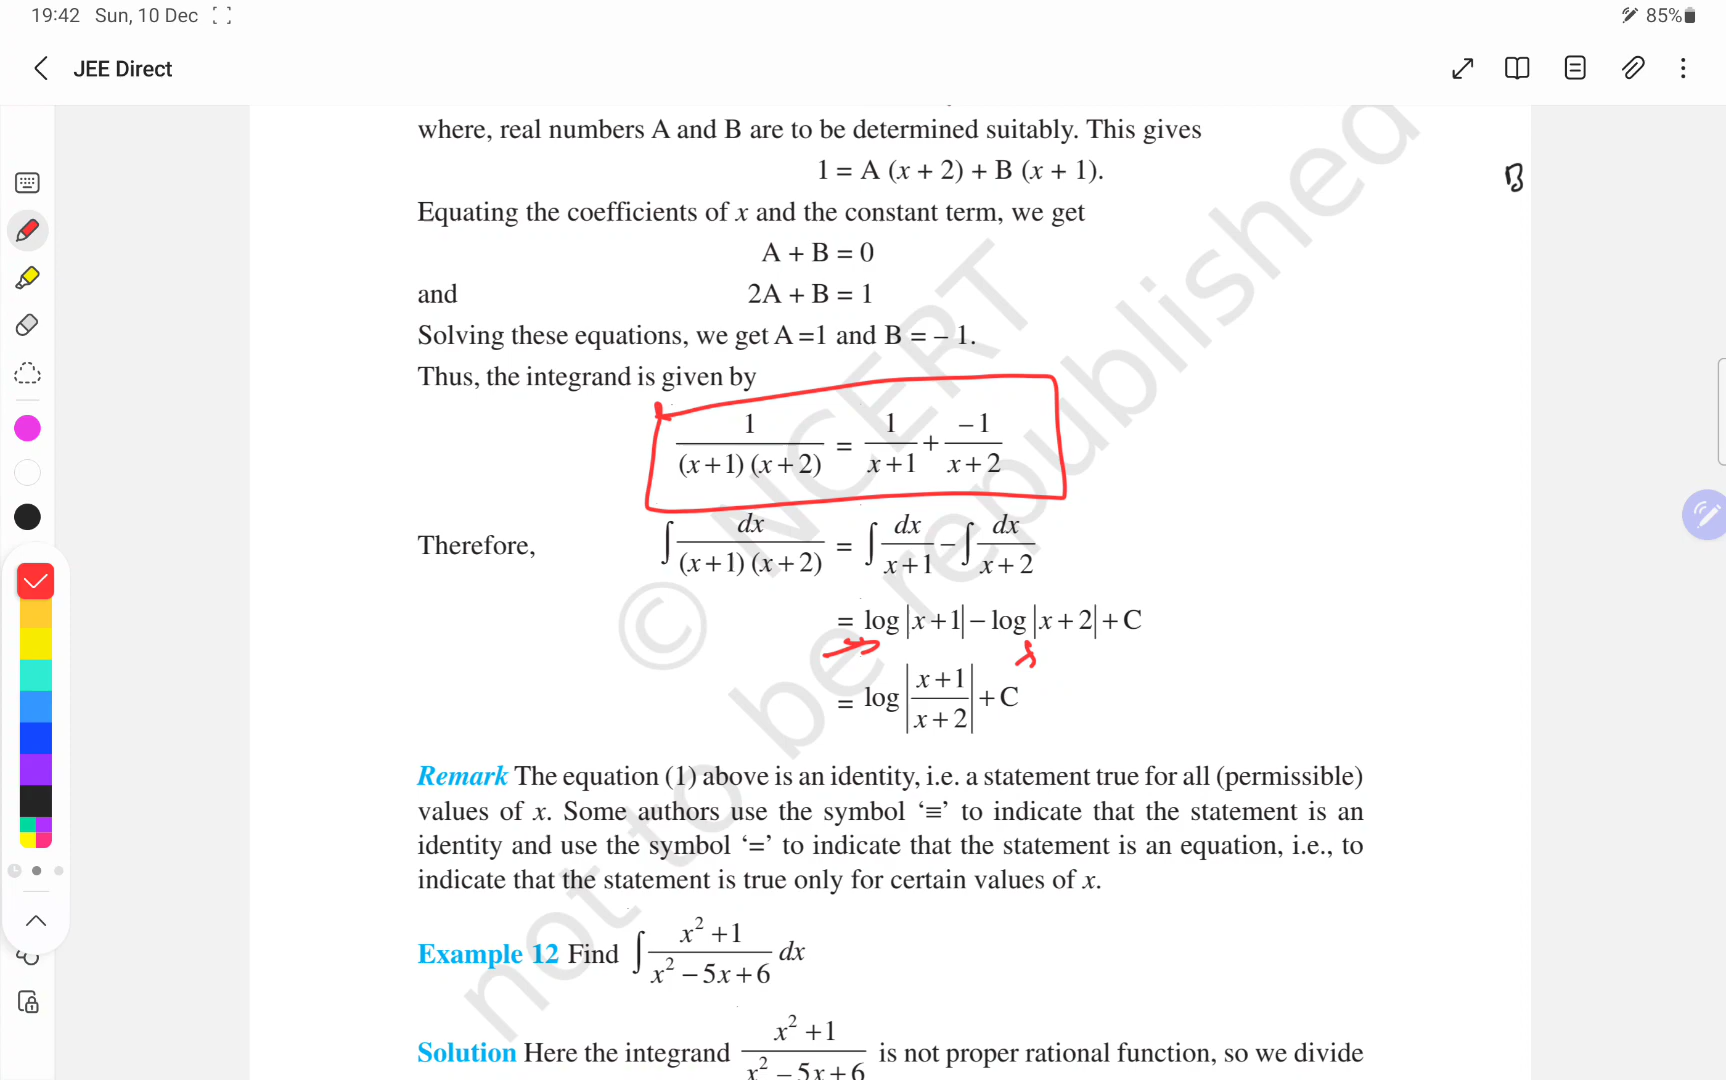 19:42 Sun, 10 Dec
85%
JEE Direct
where, real numbers A and B are to be determined suitably. This gives
1 = A (x + 2) + B (x + 1).
B
Equating the coefficients of x and the constant term, we get
A + B = 0
and 2A + B = 1
Solving these equations, we get A =1 and B = – 1.
Thus, the integrand is given by
1/((x+1) (x+2)) = 1/(x+1) + –1/(x+2)
Therefore, ∫ dx/((x+1) (x+2)) = ∫ dx/(x+1) – ∫ dx/(x+2)
= log |x+1| – log |x+2| + C
= log |(x+1)/(x+2)| + C
Remark The equation (1) above is an identity, i.e. a statement true for all (permissible)
values of x. Some authors use the symbol ‘≡’ to indicate that the statement is an
identity and use the symbol ‘=’ to indicate that the statement is an equation, i.e., to
indicate that the statement is true only for certain values of x.
Example 12 Find ∫ (x² +1)/(x² – 5x + 6) dx
Solution Here the integrand (x² +1)/(x² – 5x + 6) is not proper rational function, so we divide
© NCERT
not to be republished